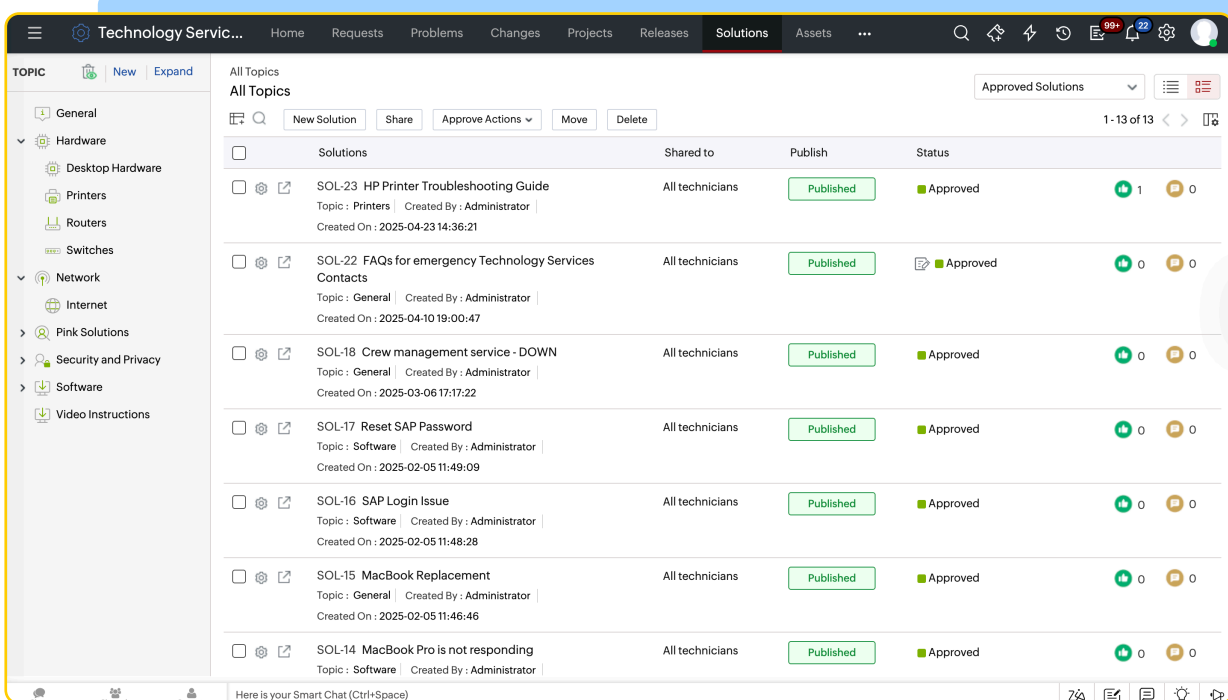 Technology Servic...
Home
Requests
Problems
Changes
Projects
Releases
Solutions
Assets
99+
22
TOPIC
New
Expand
General
Hardware
Desktop Hardware
Printers
Routers
Switches
Network
Internet
Pink Solutions
Security and Privacy
Software
Video Instructions
All Topics
All Topics
Approved Solutions
New Solution
Share
Approve Actions
Move
Delete
1 - 13 of 13
Solutions
Shared to
Publish
Status
SOL-23 HP Printer Troubleshooting Guide
All technicians
Published
Approved
1
0
Topic : Printers
Created By : Administrator
Created On : 2025-04-23 14:36:21
SOL-22 FAQs for emergency Technology Services
Contacts
All technicians
Published
Approved
0
0
Topic : General
Created By : Administrator
Created On : 2025-04-10 19:00:47
SOL-18 Crew management service - DOWN
All technicians
Published
Approved
0
0
Topic : General
Created By : Administrator
Created On : 2025-03-06 17:17:22
SOL-17 Reset SAP Password
All technicians
Published
Approved
0
0
Topic : Software
Created By : Administrator
Created On : 2025-02-05 11:49:09
SOL-16 SAP Login Issue
All technicians
Published
Approved
0
0
Topic : Software
Created By : Administrator
Created On : 2025-02-05 11:48:28
SOL-15 MacBook Replacement
All technicians
Published
Approved
0
0
Topic : General
Created By : Administrator
Created On : 2025-02-05 11:46:46
SOL-14 MacBook Pro is not responding
All technicians
Published
Approved
0
0
Topic : Software
Created By : Administrator
Here is your Smart Chat (Ctrl+Space)